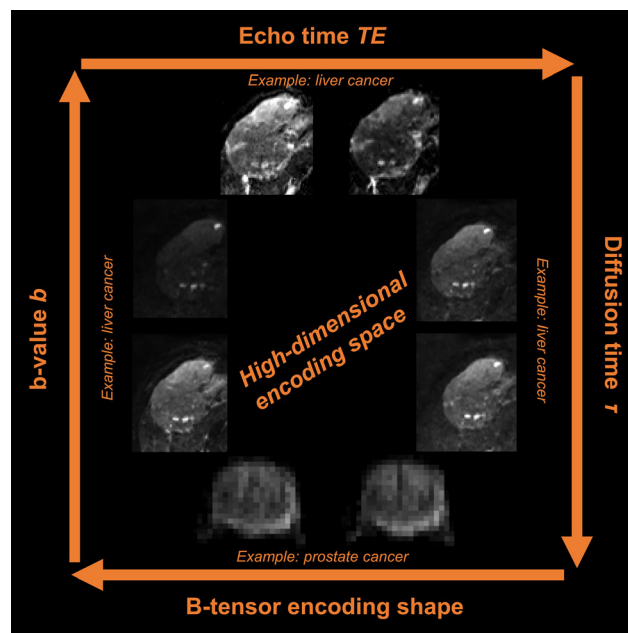 Echo time TE
Example: liver cancer
b-value b
Example: liver cancer
High-dimensional
encoding space
Example: liver cancer
Diffusion time τ
Example: prostate cancer
B-tensor encoding shape